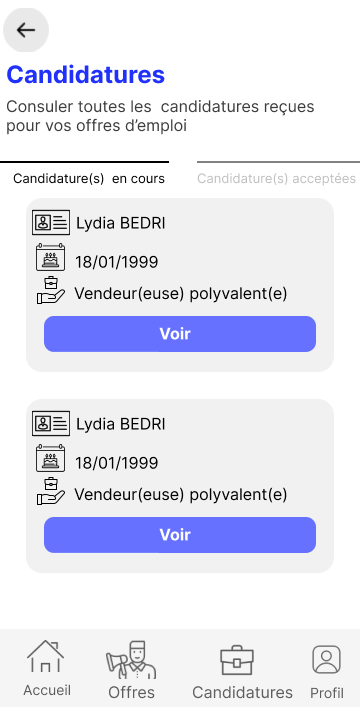 Candidatures
Consuler toutes les candidatures reçues
pour vos offres d’emploi
Candidature(s) en cours
Candidature(s) acceptées
Lydia BEDRI
18/01/1999
Vendeur(euse) polyvalent(e)
Voir
Lydia BEDRI
18/01/1999
Vendeur(euse) polyvalent(e)
Voir
Accueil
Offres
Candidatures
Profil